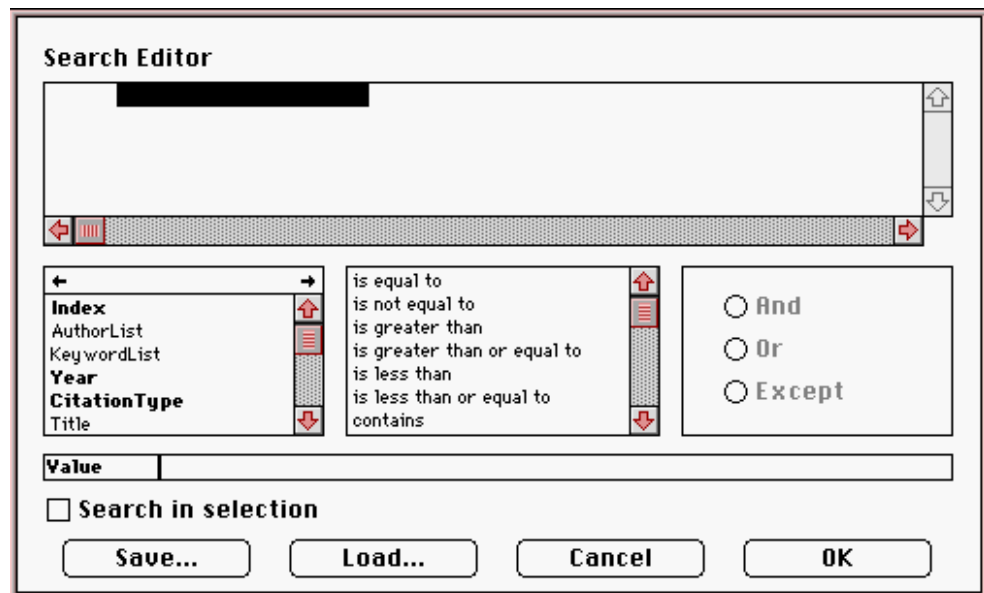 Search Editor
← →
Index
AuthorList
KeywordList
Year
CitationType
Title
is equal to
is not equal to
is greater than
is greater than or equal to
is less than
is less than or equal to
contains
And
Or
Except
Value
Search in selection
Save... Load... Cancel OK